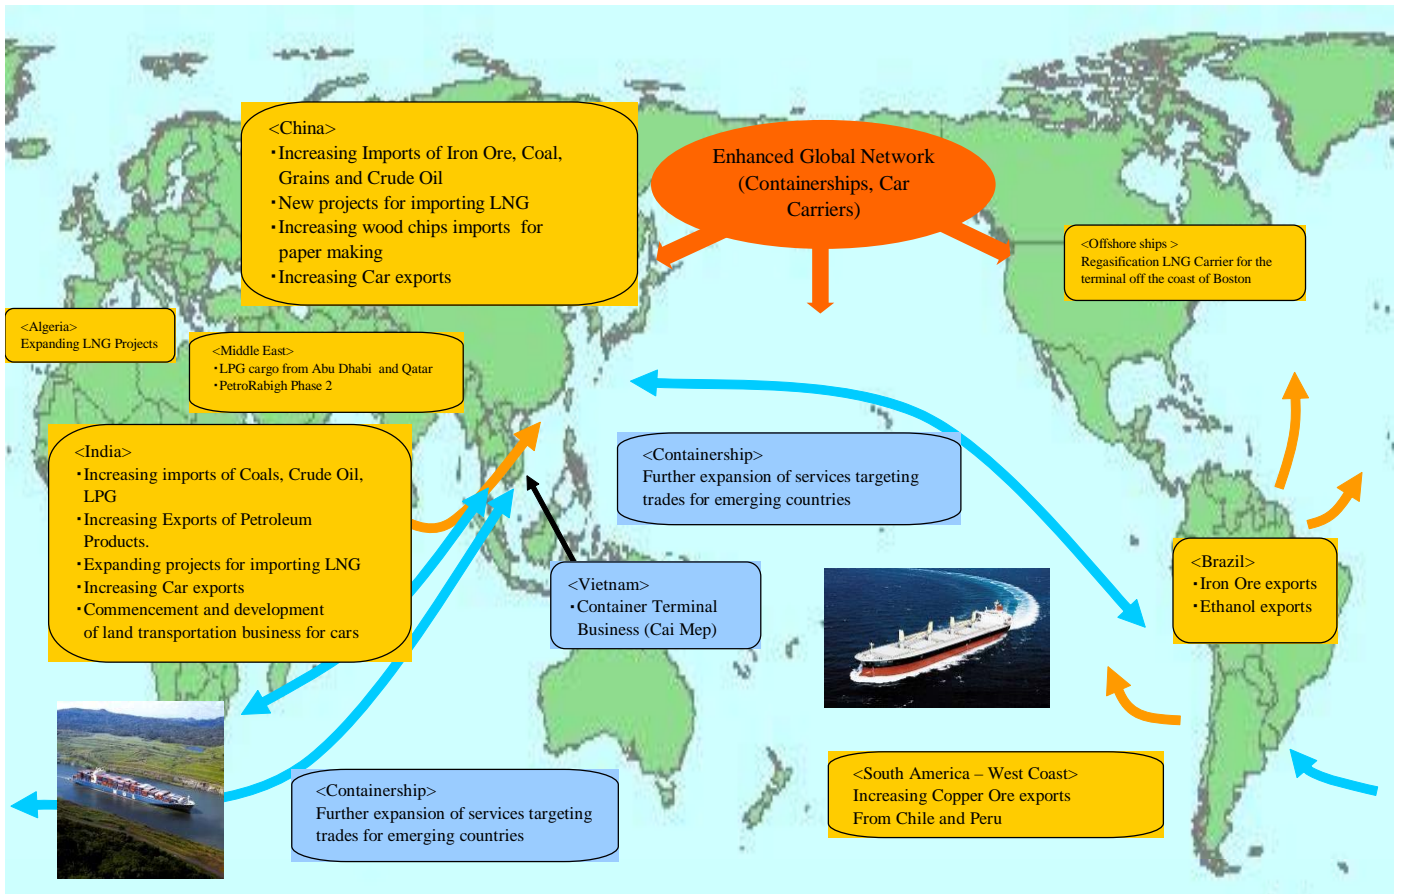 <China>
・Increasing Imports of Iron Ore, Coal,
Grains and Crude Oil
・New projects for importing LNG
・Increasing wood chips imports for
paper making
・Increasing Car exports
Enhanced Global Network
(Containerships, Car
Carriers)
<Offshore ships >
Regasification LNG Carrier for the
terminal off the coast of Boston
<Algeria>
Expanding LNG Projects
<Middle East>
・LPG cargo from Abu Dhabi and Qatar
・PetroRabigh Phase 2
<India>
・Increasing imports of Coals, Crude Oil,
LPG
・Increasing Exports of Petroleum
Products.
・Expanding projects for importing LNG
・Increasing Car exports
・Commencement and development
of land transportation business for cars
<Containership>
Further expansion of services targeting
trades for emerging countries
<Vietnam>
・Container Terminal
Business (Cai Mep)
<Brazil>
・Iron Ore exports
・Ethanol exports
<South America – West Coast>
Increasing Copper Ore exports
From Chile and Peru
<Containership>
Further expansion of services targeting
trades for emerging countries